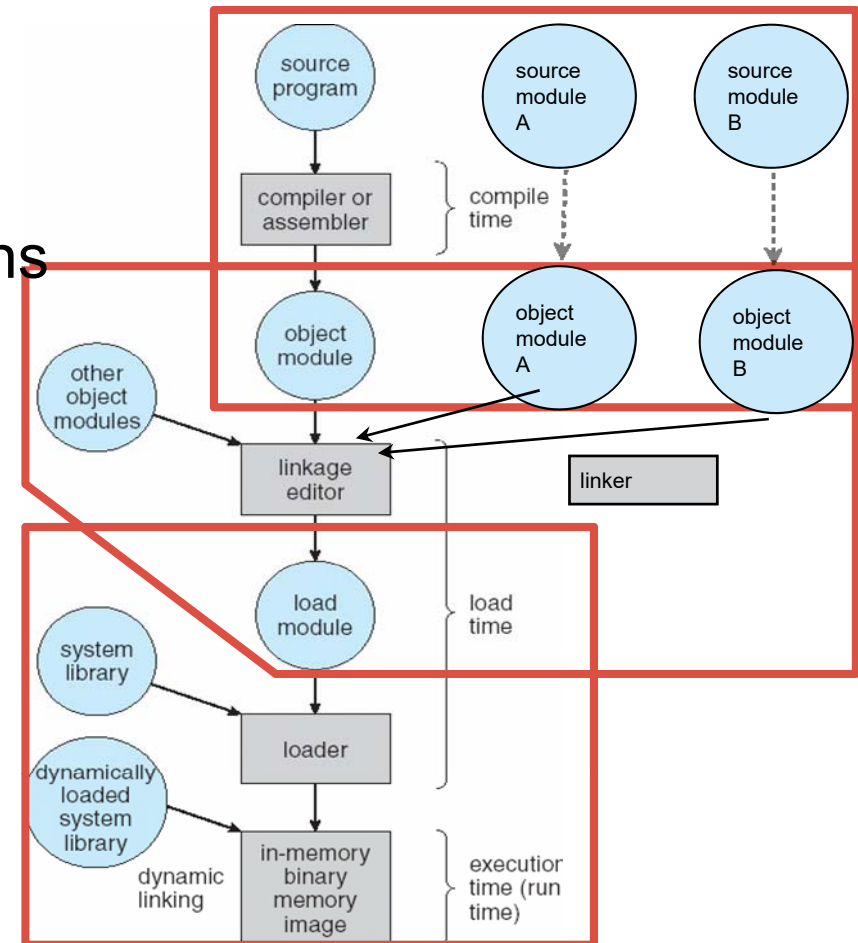 source
program
source
module
A
source
module
B
compiler or
assembler
compile
time
ns
object
module
object
module
A
object
module
B
other
object
modules
linkage
editor
linker
load
module
load
time
system
library
loader
dynamically
loaded
system
library
in-memory
binary
memory
image
dynamic
linking
execution
time (run
time)